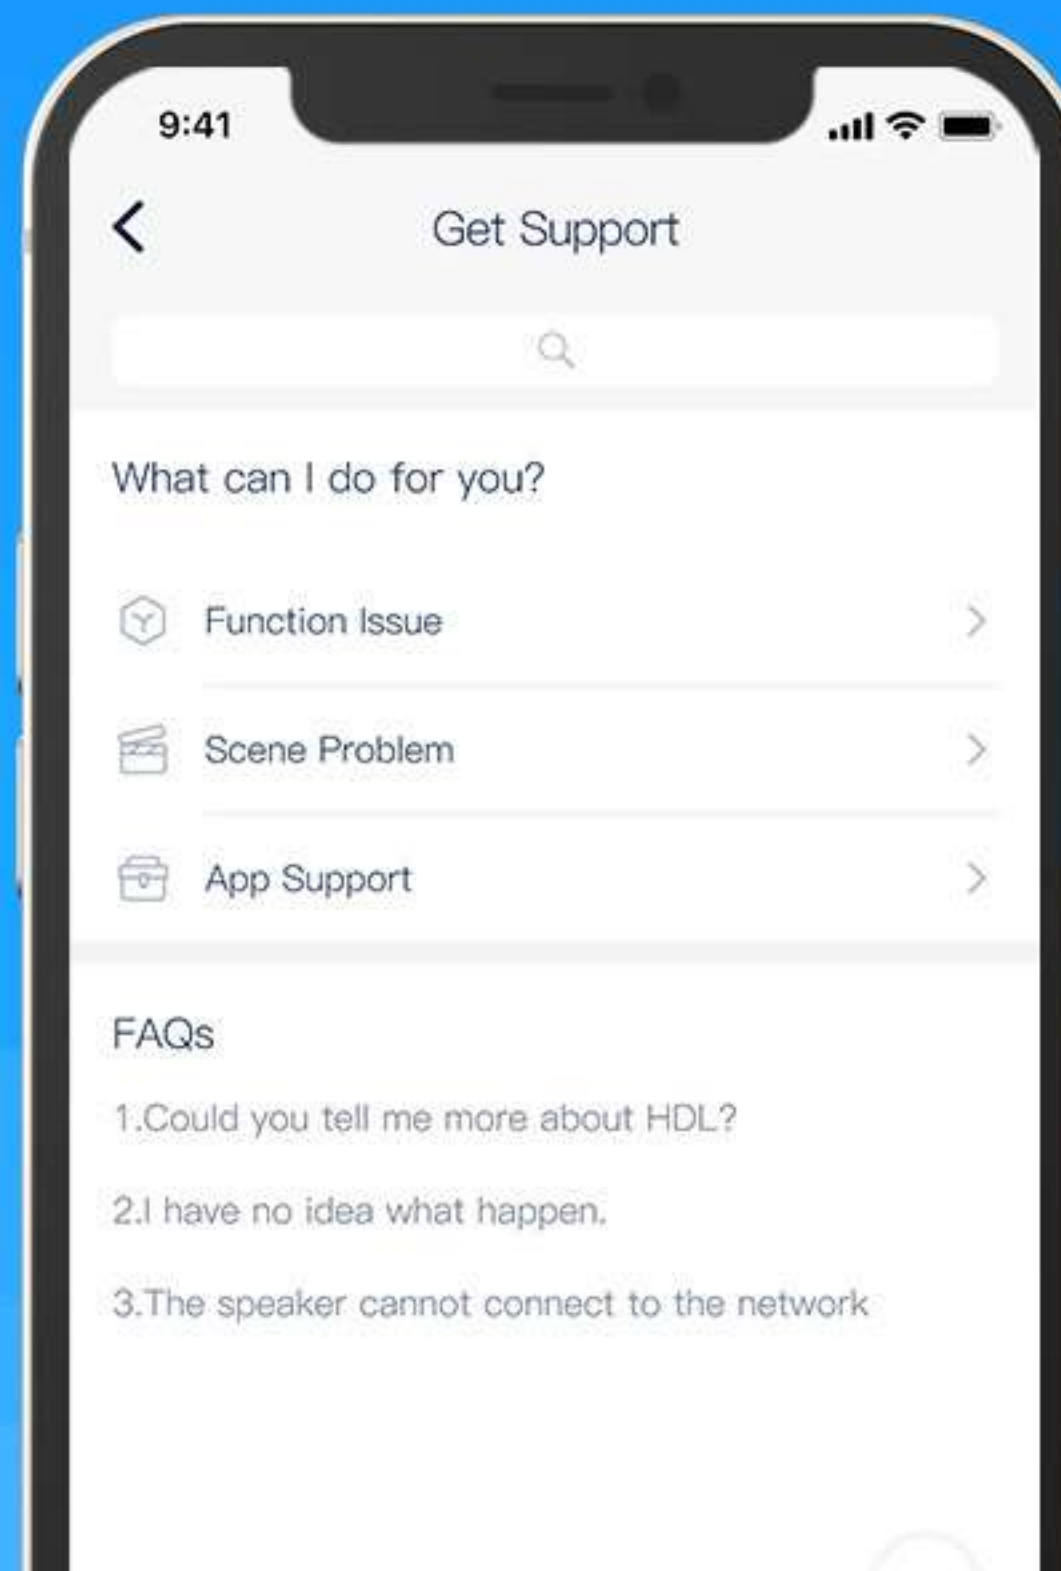 9:41
Get Support
What can I do for you?
Function Issue
Scene Problem
App Support
FAQs
1.Could you tell me more about HDL?
2.I have no idea what happen.
3.The speaker cannot connect to the network